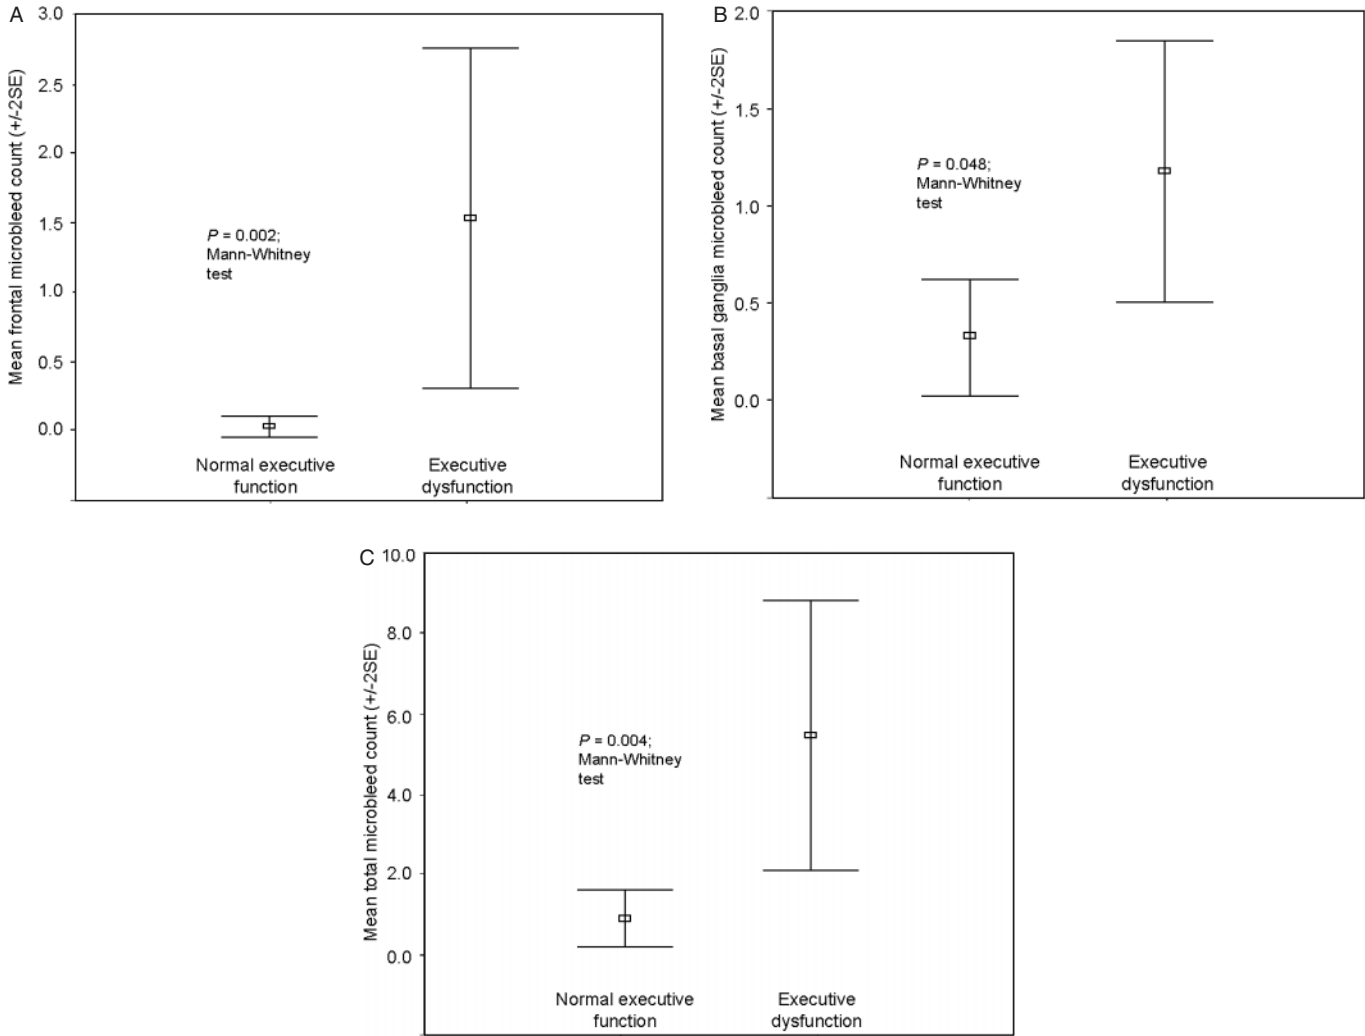 A
Mean frontal microbleed count (+/-2SE)
3.0
2.5
2.0
1.5
1.0
0.5
0.0
P = 0.002;
Mann-Whitney
test
Normal executive
function
Executive
dysfunction
B
Mean basal ganglia microbleed count (+/-2SE)
2.0
1.5
1.0
0.5
0.0
P = 0.048;
Mann-Whitney
test
Normal executive
function
Executive
dysfunction
C
Mean total microbleed count (+/-2SE)
10.0
8.0
6.0
4.0
2.0
0.0
P = 0.004;
Mann-Whitney
test
Normal executive
function
Executive
dysfunction